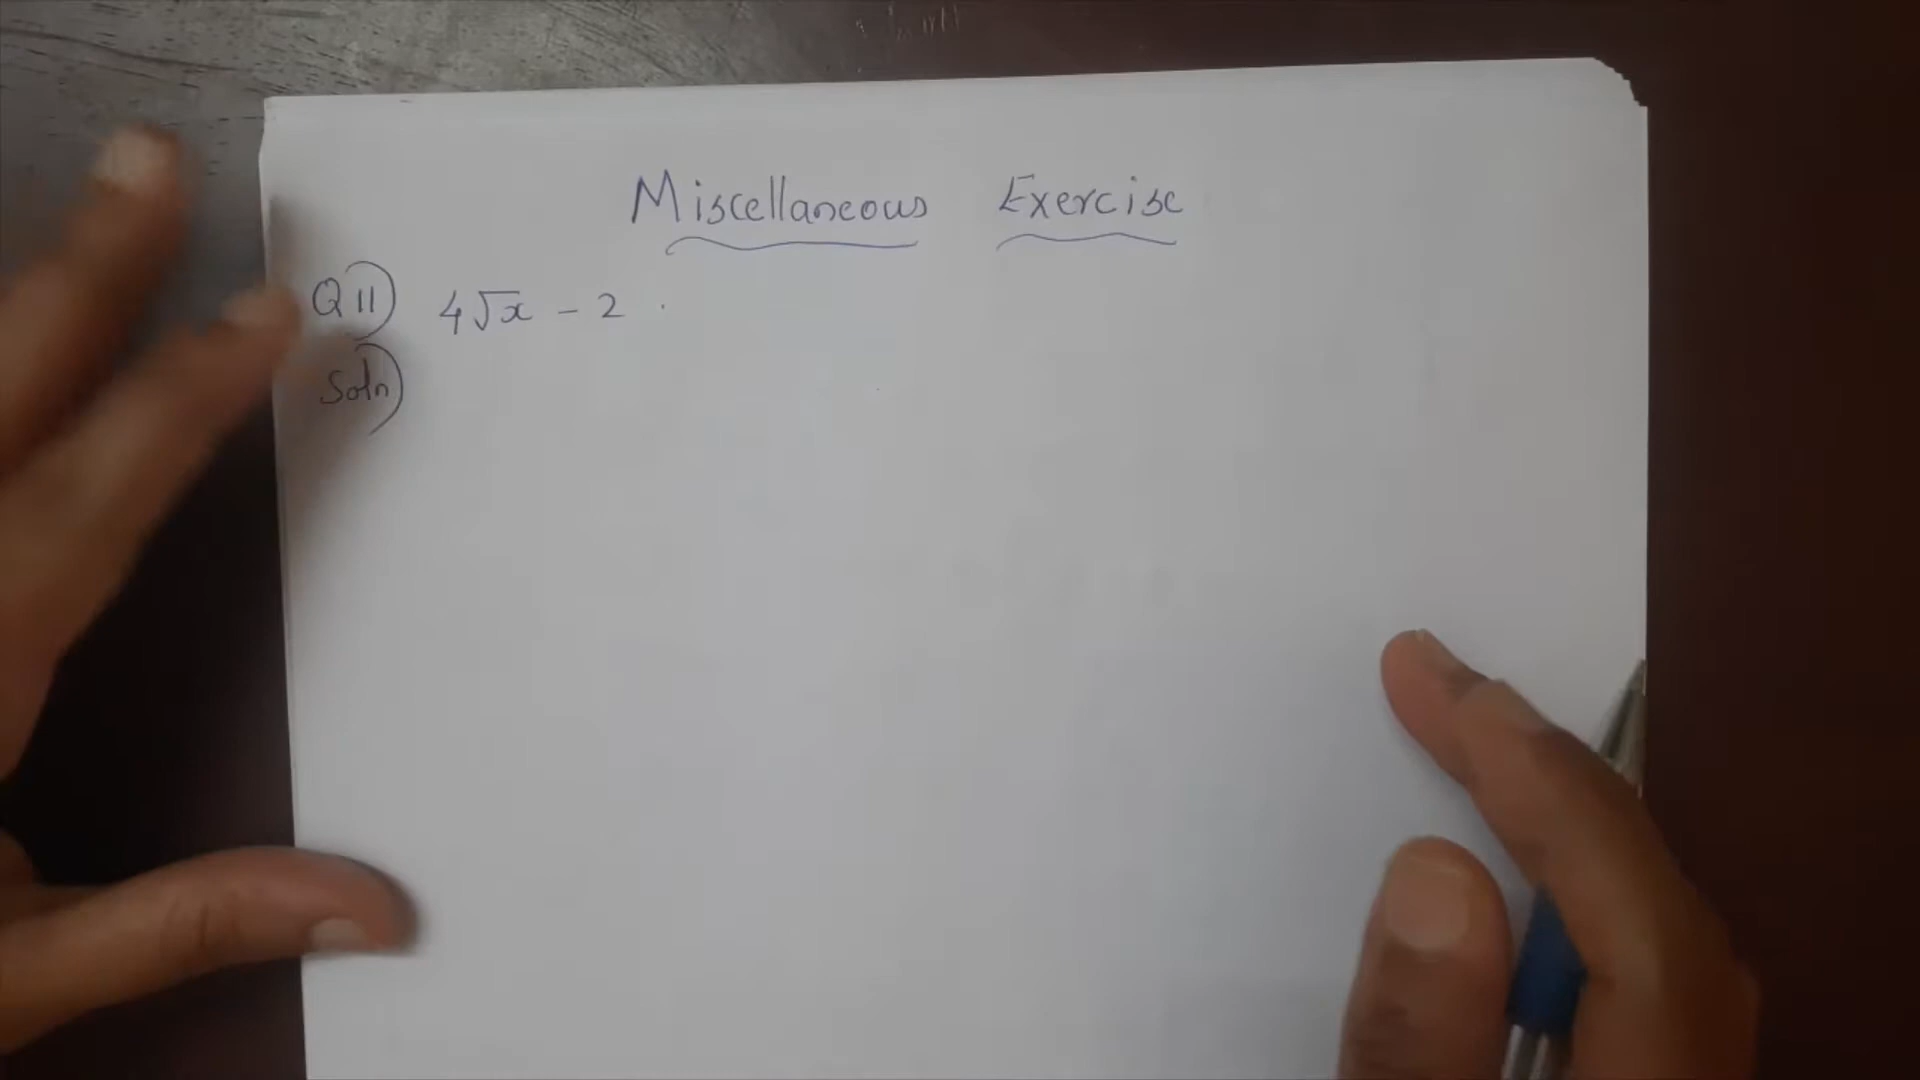 Miscellaneous Exercise
Q11) 4√x - 2 .
Soln)